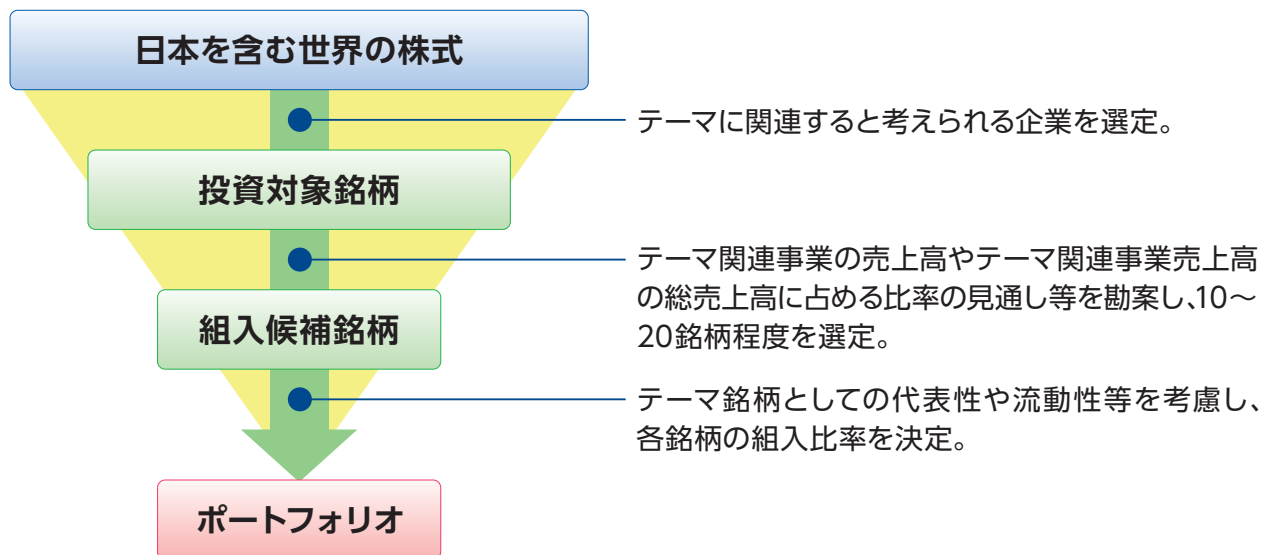 日本を含む世界の株式
テーマに関連すると考えられる企業を選定。
投資対象銘柄
テーマ関連事業の売上高やテーマ関連事業売上高
の総売上高に占める比率の見通し等を勘案し、10～
20銘柄程度を選定。
組入候補銘柄
テーマ銘柄としての代表性や流動性等を考慮し、
各銘柄の組入比率を決定。
ポートフォリオ